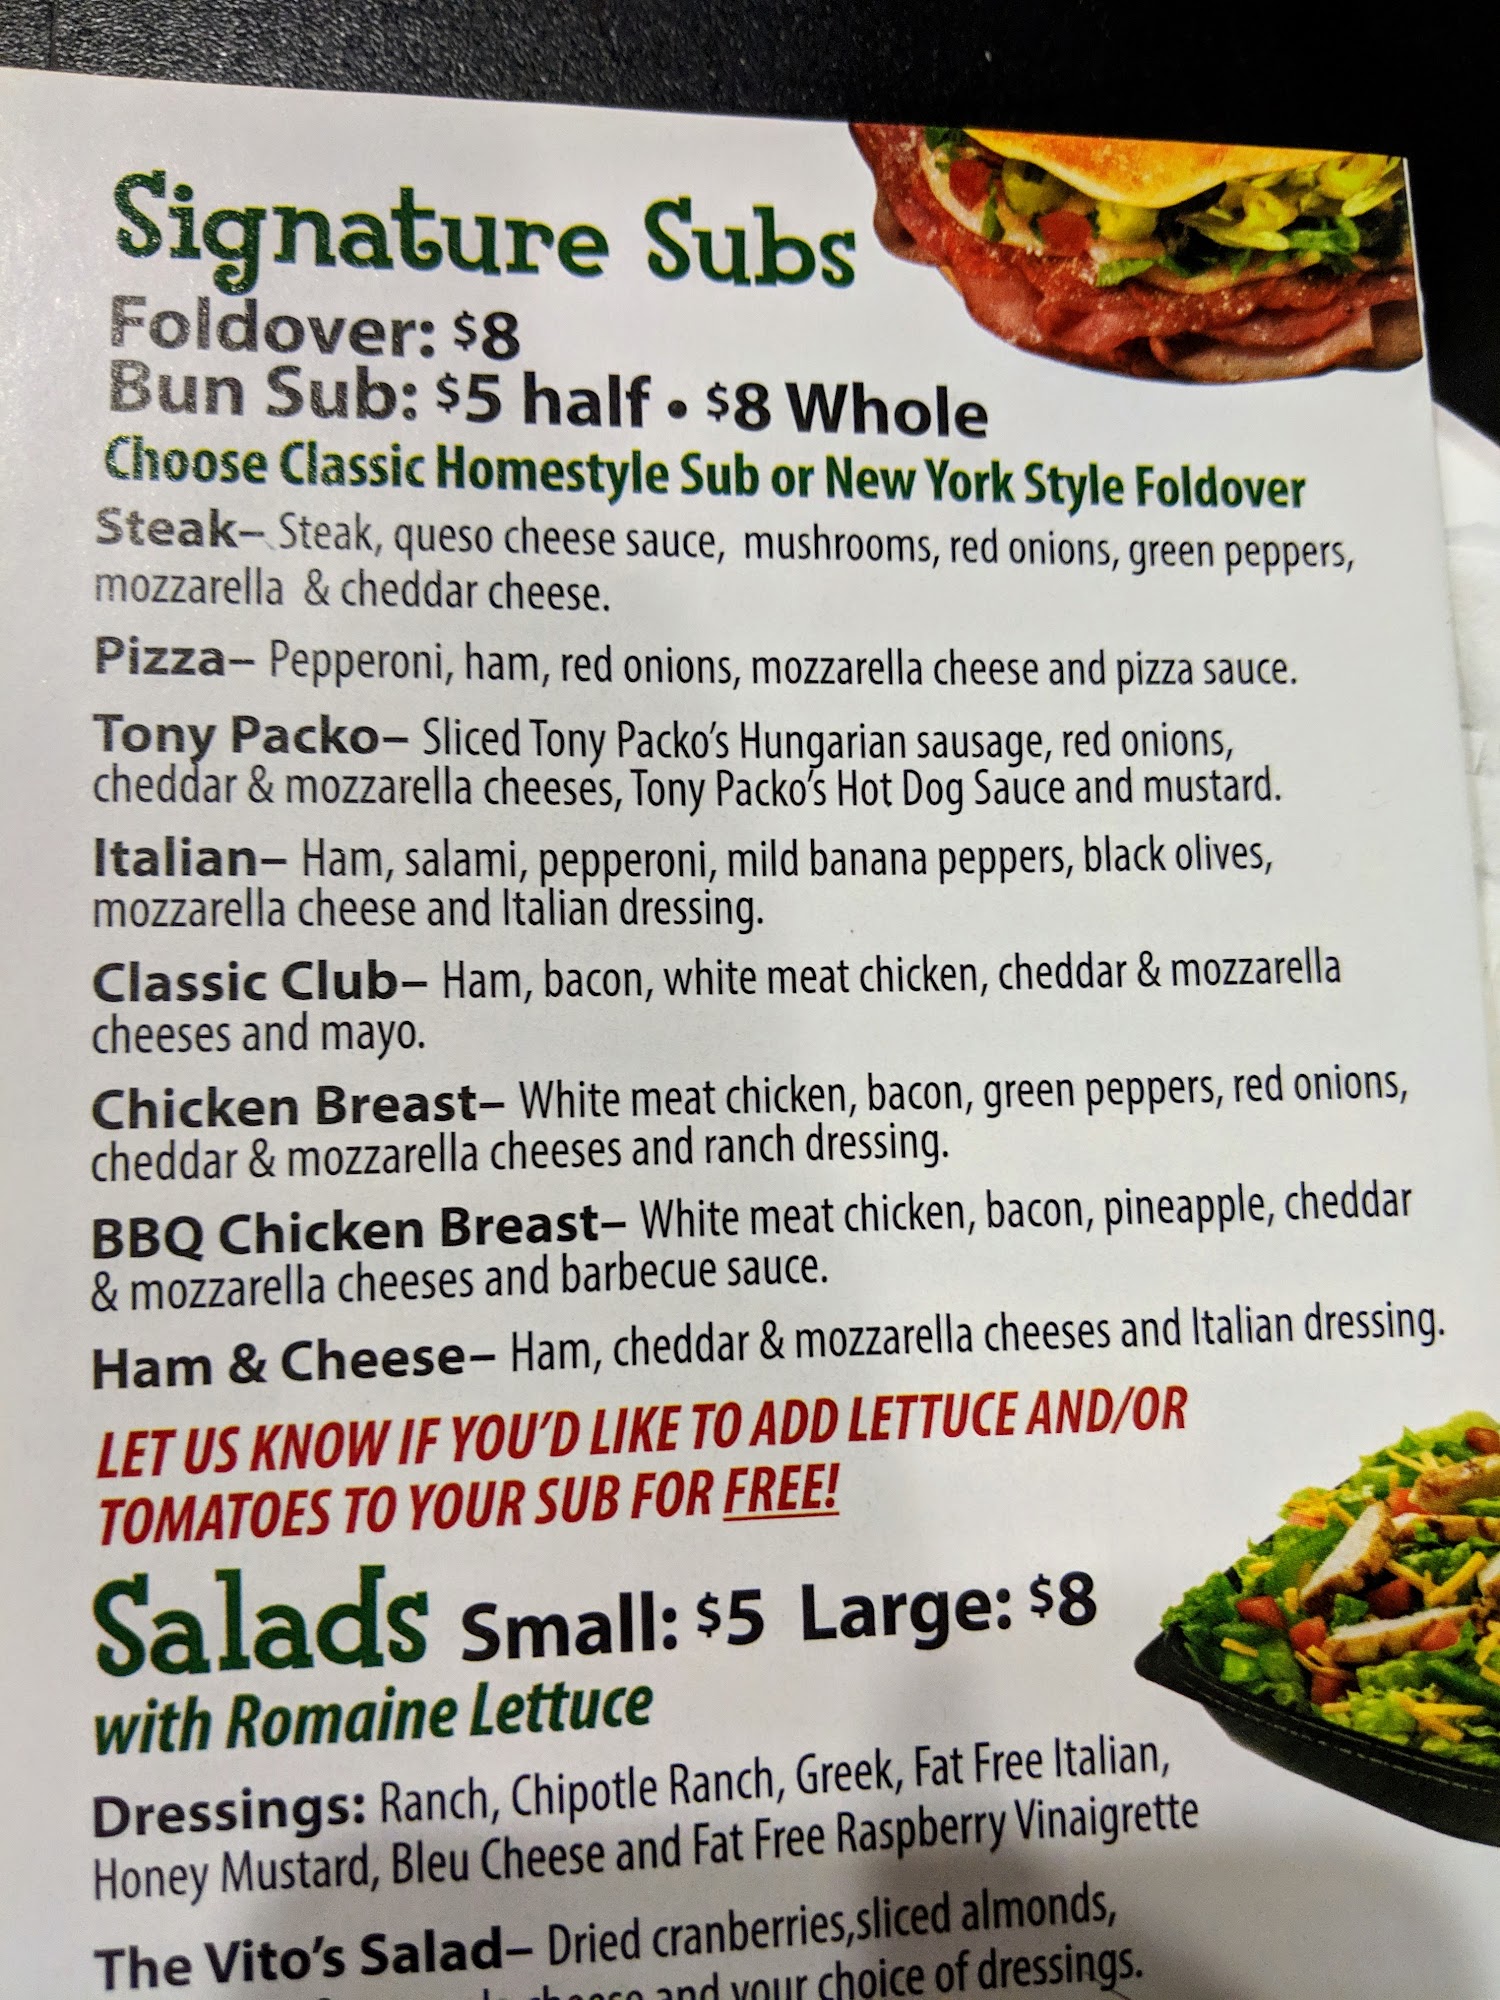 Signature Subs
Foldover: $8
Bun Sub: $5 half • $8 Whole
Choose Classic Homestyle Sub or New York Style Foldover
Steak– Steak, queso cheese sauce, mushrooms, red onions, green peppers,
mozzarella & cheddar cheese.
Pizza– Pepperoni, ham, red onions, mozzarella cheese and pizza sauce.
Tony Packo– Sliced Tony Packo's Hungarian sausage, red onions,
cheddar & mozzarella cheeses, Tony Packo's Hot Dog Sauce and mustard.
Italian– Ham, salami, pepperoni, mild banana peppers, black olives,
mozzarella cheese and Italian dressing.
Classic Club– Ham, bacon, white meat chicken, cheddar & mozzarella
cheeses and mayo.
Chicken Breast– White meat chicken, bacon, green peppers, red onions,
cheddar & mozzarella cheeses and ranch dressing.
BBQ Chicken Breast– White meat chicken, bacon, pineapple, cheddar
& mozzarella cheeses and barbecue sauce.
Ham & Cheese– Ham, cheddar & mozzarella cheeses and Italian dressing.
LET US KNOW IF YOU'D LIKE TO ADD LETTUCE AND/OR
TOMATOES TO YOUR SUB FOR FREE!
Salads Small: $5 Large: $8
with Romaine Lettuce
Dressings: Ranch, Chipotle Ranch, Greek, Fat Free Italian,
Honey Mustard, Bleu Cheese and Fat Free Raspberry Vinaigrette
The Vito's Salad– Dried cranberries,sliced almonds,
cheese and your choice of dressings.